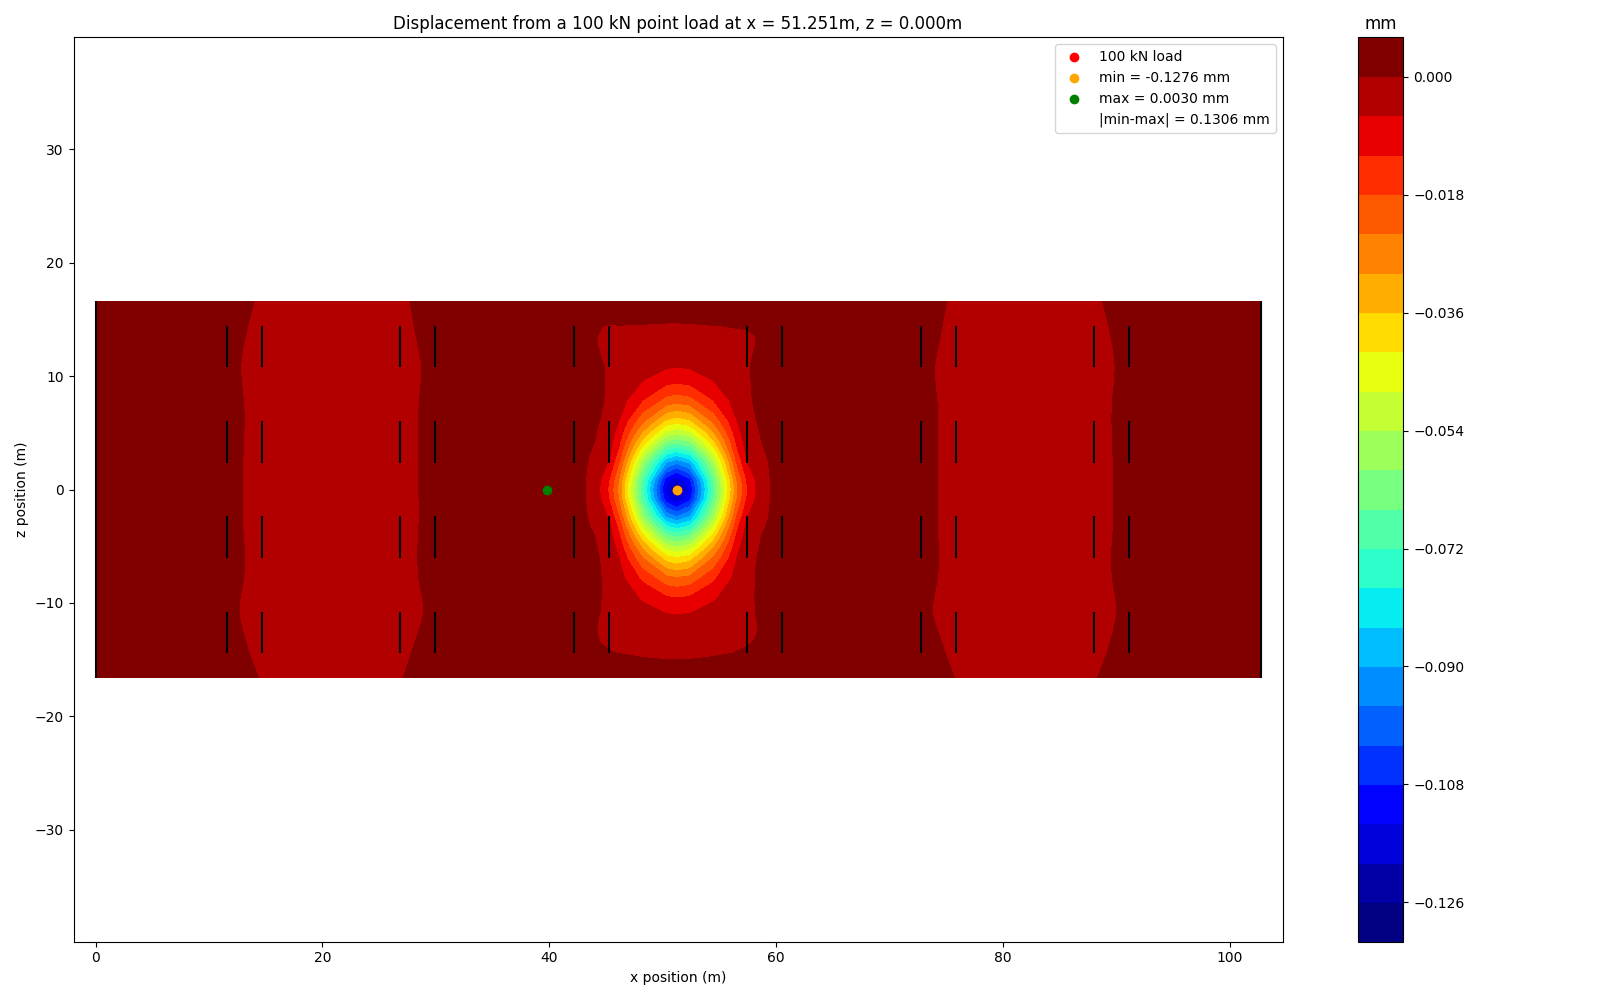 Displacement from a 100 kN point load at x = 51.251m, z = 0.000m
mm
100 kN load
min = -0.1276 mm
max = 0.0030 mm
|min-max| = 0.1306 mm
30
20
10
0
−10
−20
−30
z position (m)
0
20
40
60
80
100
x position (m)
0.000
−0.018
−0.036
−0.054
−0.072
−0.090
−0.108
−0.126